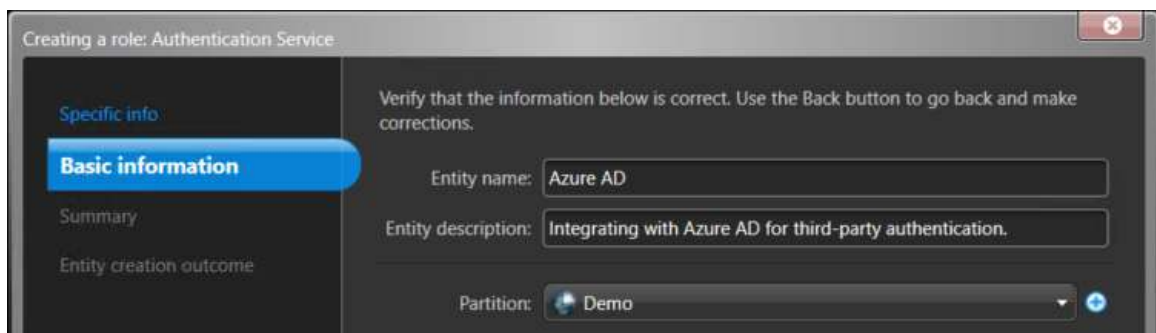 Creating a role: Authentication Service
Specific info
Basic information
Summary
Entity creation outcome
Verify that the information below is correct. Use the Back button to go back and make
corrections.
Entity name: Azure AD
Entity description: Integrating with Azure AD for third-party authentication.
Partition: Demo